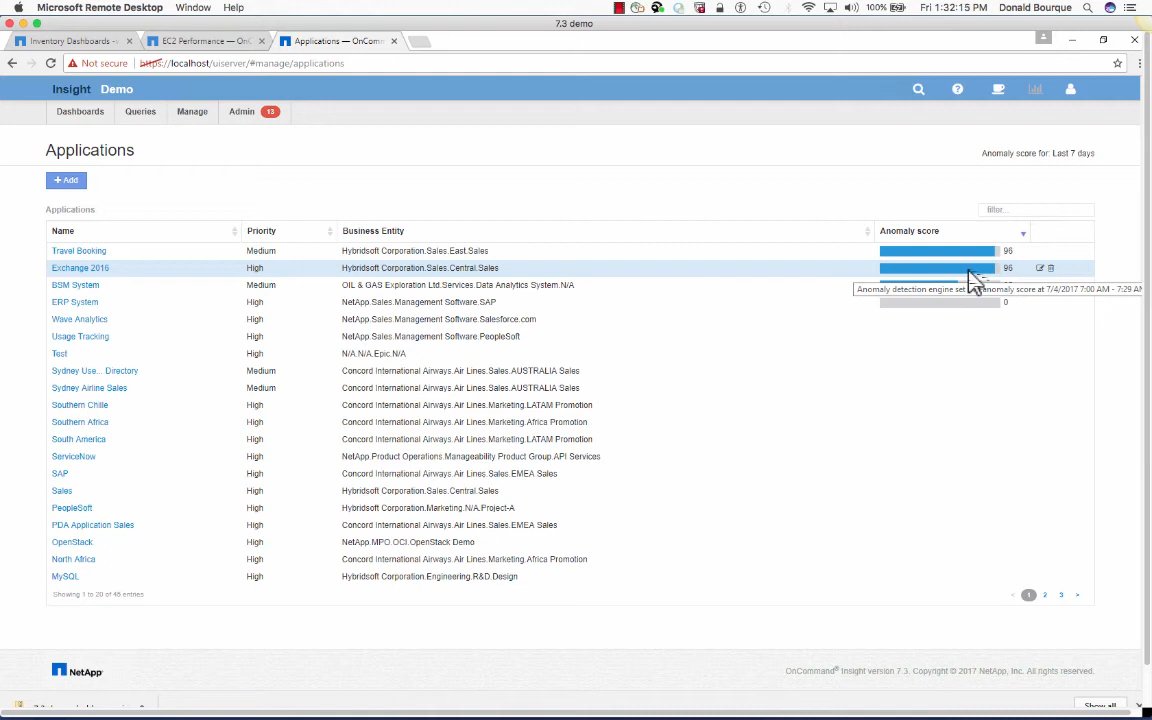 Microsoft Remote Desktop Window Help 100% Fri 1:32:15 PM Donald Bourque
7.3 demo
Inventory Dashboards EC2 Performance — On Applications — OnComm
Not secure https://localhost/uiserver/#manage/applications
Insight Demo
Dashboards Queries Manage Admin 13
Applications
Anomaly score for: Last 7 days
+ Add
Applications filter...
Name Priority Business Entity Anomaly score
Travel Booking Medium Hybridsoft Corporation.Sales.East.Sales 96
Exchange 2016 High Hybridsoft Corporation.Sales.Central.Sales 96
BSM System Medium OIL & GAS Exploration Ltd.Services.Data Analytics System.N/A
Anomaly detection engine set anomaly score at 7/4/2017 7:00 AM - 7:29 AM
ERP System High NetApp.Sales.Management Software.SAP 0
Wave Analytics High NetApp.Sales.Management Software.Salesforce.com
Usage Tracking High NetApp.Sales.Management Software.PeopleSoft
Test High N/A.N/A.Epic.N/A
Sydney Use... Directory Medium Concord International Airways.Air Lines.Sales.AUSTRALIA Sales
Sydney Airline Sales Medium Concord International Airways.Air Lines.Sales.AUSTRALIA Sales
Southern Chille High Concord International Airways.Air Lines.Marketing.LATAM Promotion
Southern Africa High Concord International Airways.Air Lines.Marketing.Africa Promotion
South America High Concord International Airways.Air Lines.Marketing.LATAM Promotion
ServiceNow High NetApp.Product Operations.Manageability Product Group.API Services
SAP High Concord International Airways.Air Lines.Sales.EMEA Sales
Sales High Hybridsoft Corporation.Sales.Central.Sales
PeopleSoft High Hybridsoft Corporation.Marketing.N/A.Project-A
PDA Application Sales High Concord International Airways.Air Lines.Sales.EMEA Sales
OpenStack High NetApp.MPO.OCI.OpenStack Demo
North Africa High Concord International Airways.Air Lines.Marketing.Africa Promotion
MySQL High Hybridsoft Corporation.Engineering.R&D.Design
Showing 1 to 20 of 45 entries < 1 2 3 >
NetApp OnCommand® Insight version 7.3. Copyright © 2017 NetApp, Inc. All rights reserved.
Show all